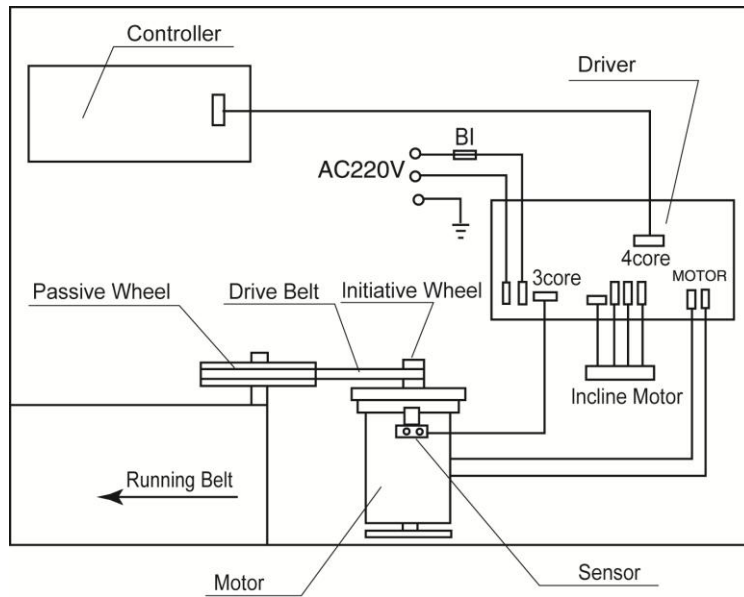 Controller
Driver
BI
AC220V
4core
3core
MOTOR
Passive Wheel
Drive Belt
Initiative Wheel
Incline Motor
Running Belt
Motor
Sensor